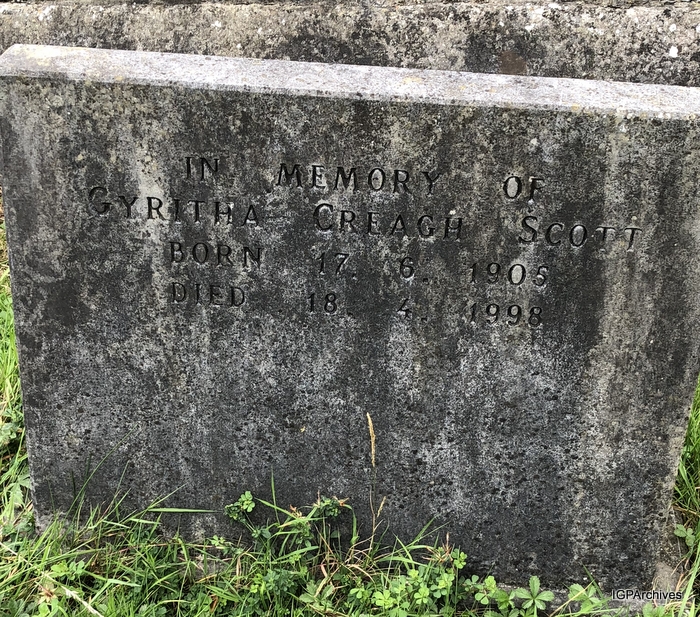 IN MEMORY OF
GYRITHA CREAGH SCOTT
BORN 17. 6. 1905
DIED 18. 4. 1998
IGPArchives